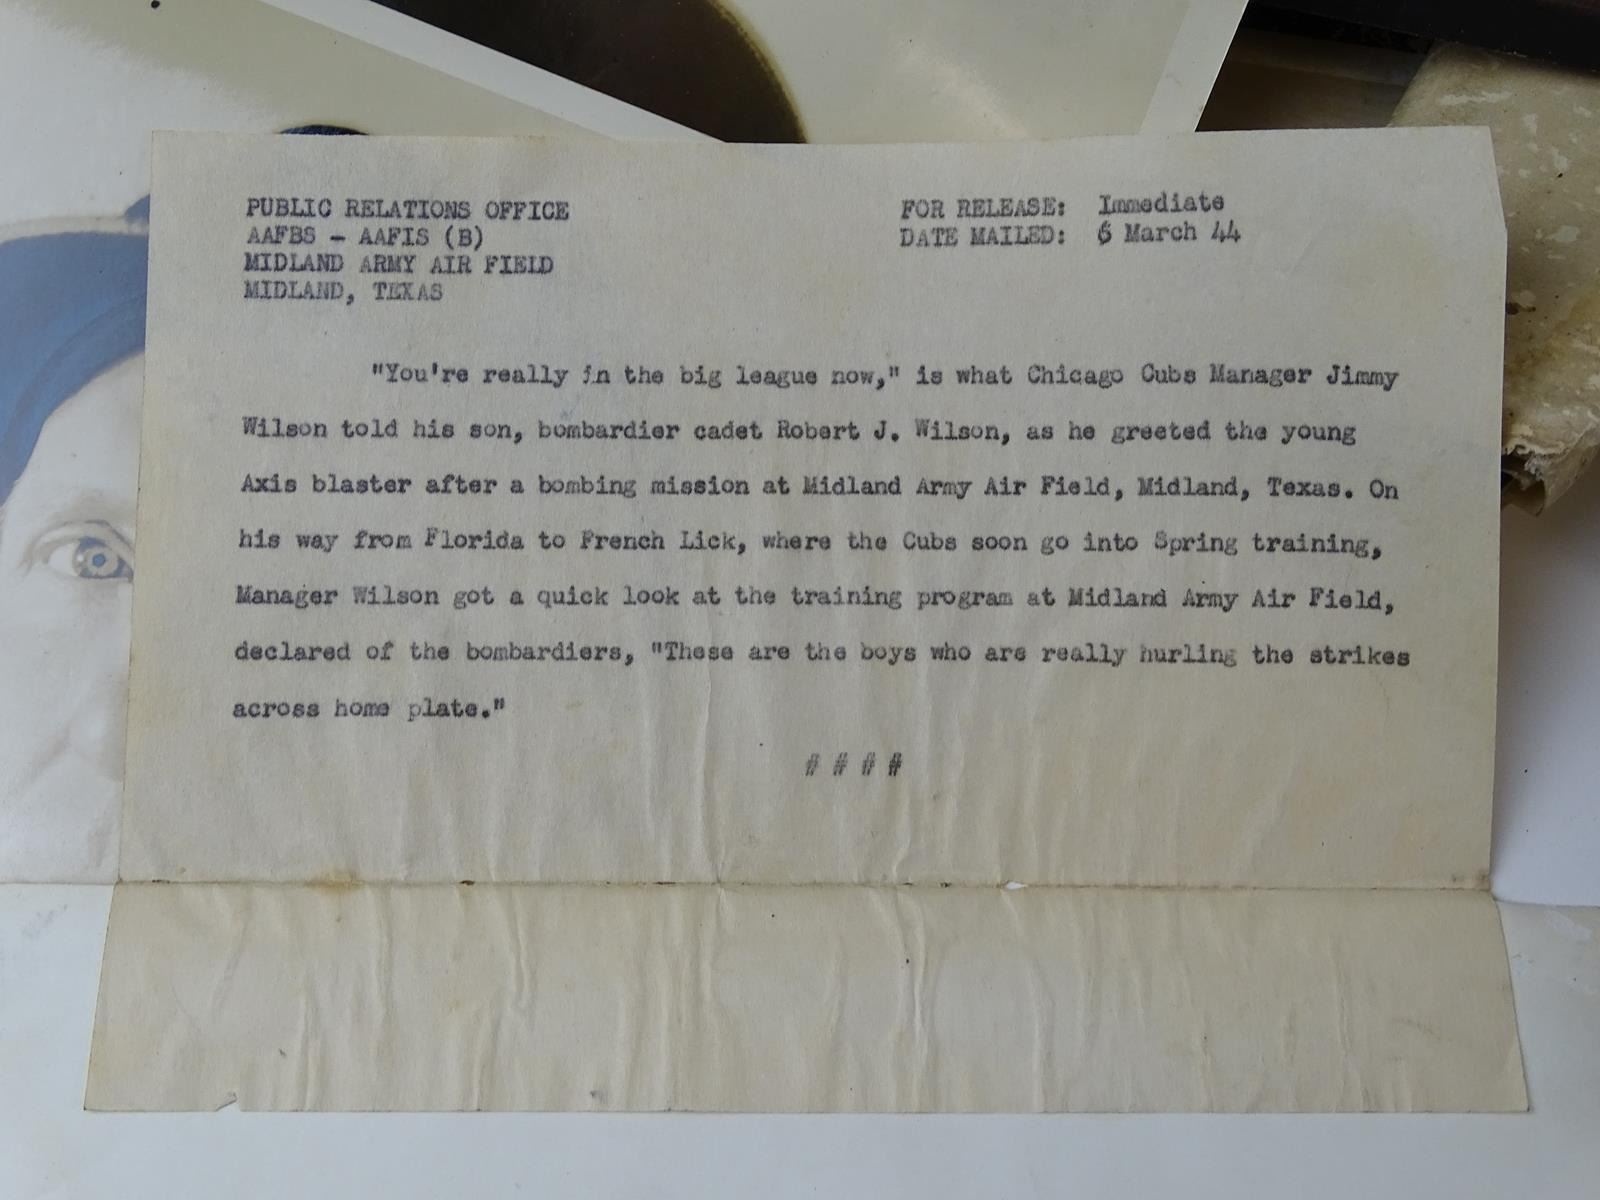 PUBLIC RELATIONS OFFICE
AAFBS - AAFIS (B)
MIDLAND ARMY AIR FIELD
MIDLAND, TEXAS
FOR RELEASE: Immediate
DATE MAILED: 6 March 44
"You're really in the big league now," is what Chicago Cubs Manager Jimmy
Wilson told his son, bombardier cadet Robert J. Wilson, as he greeted the young
Axis blaster after a bombing mission at Midland Army Air Field, Midland, Texas. On
his way from Florida to French Lick, where the Cubs soon go into Spring training,
Manager Wilson got a quick look at the training program at Midland Army Air Field,
declared of the bombardiers, "These are the boys who are really hurling the strikes
across home plate."
# # # #